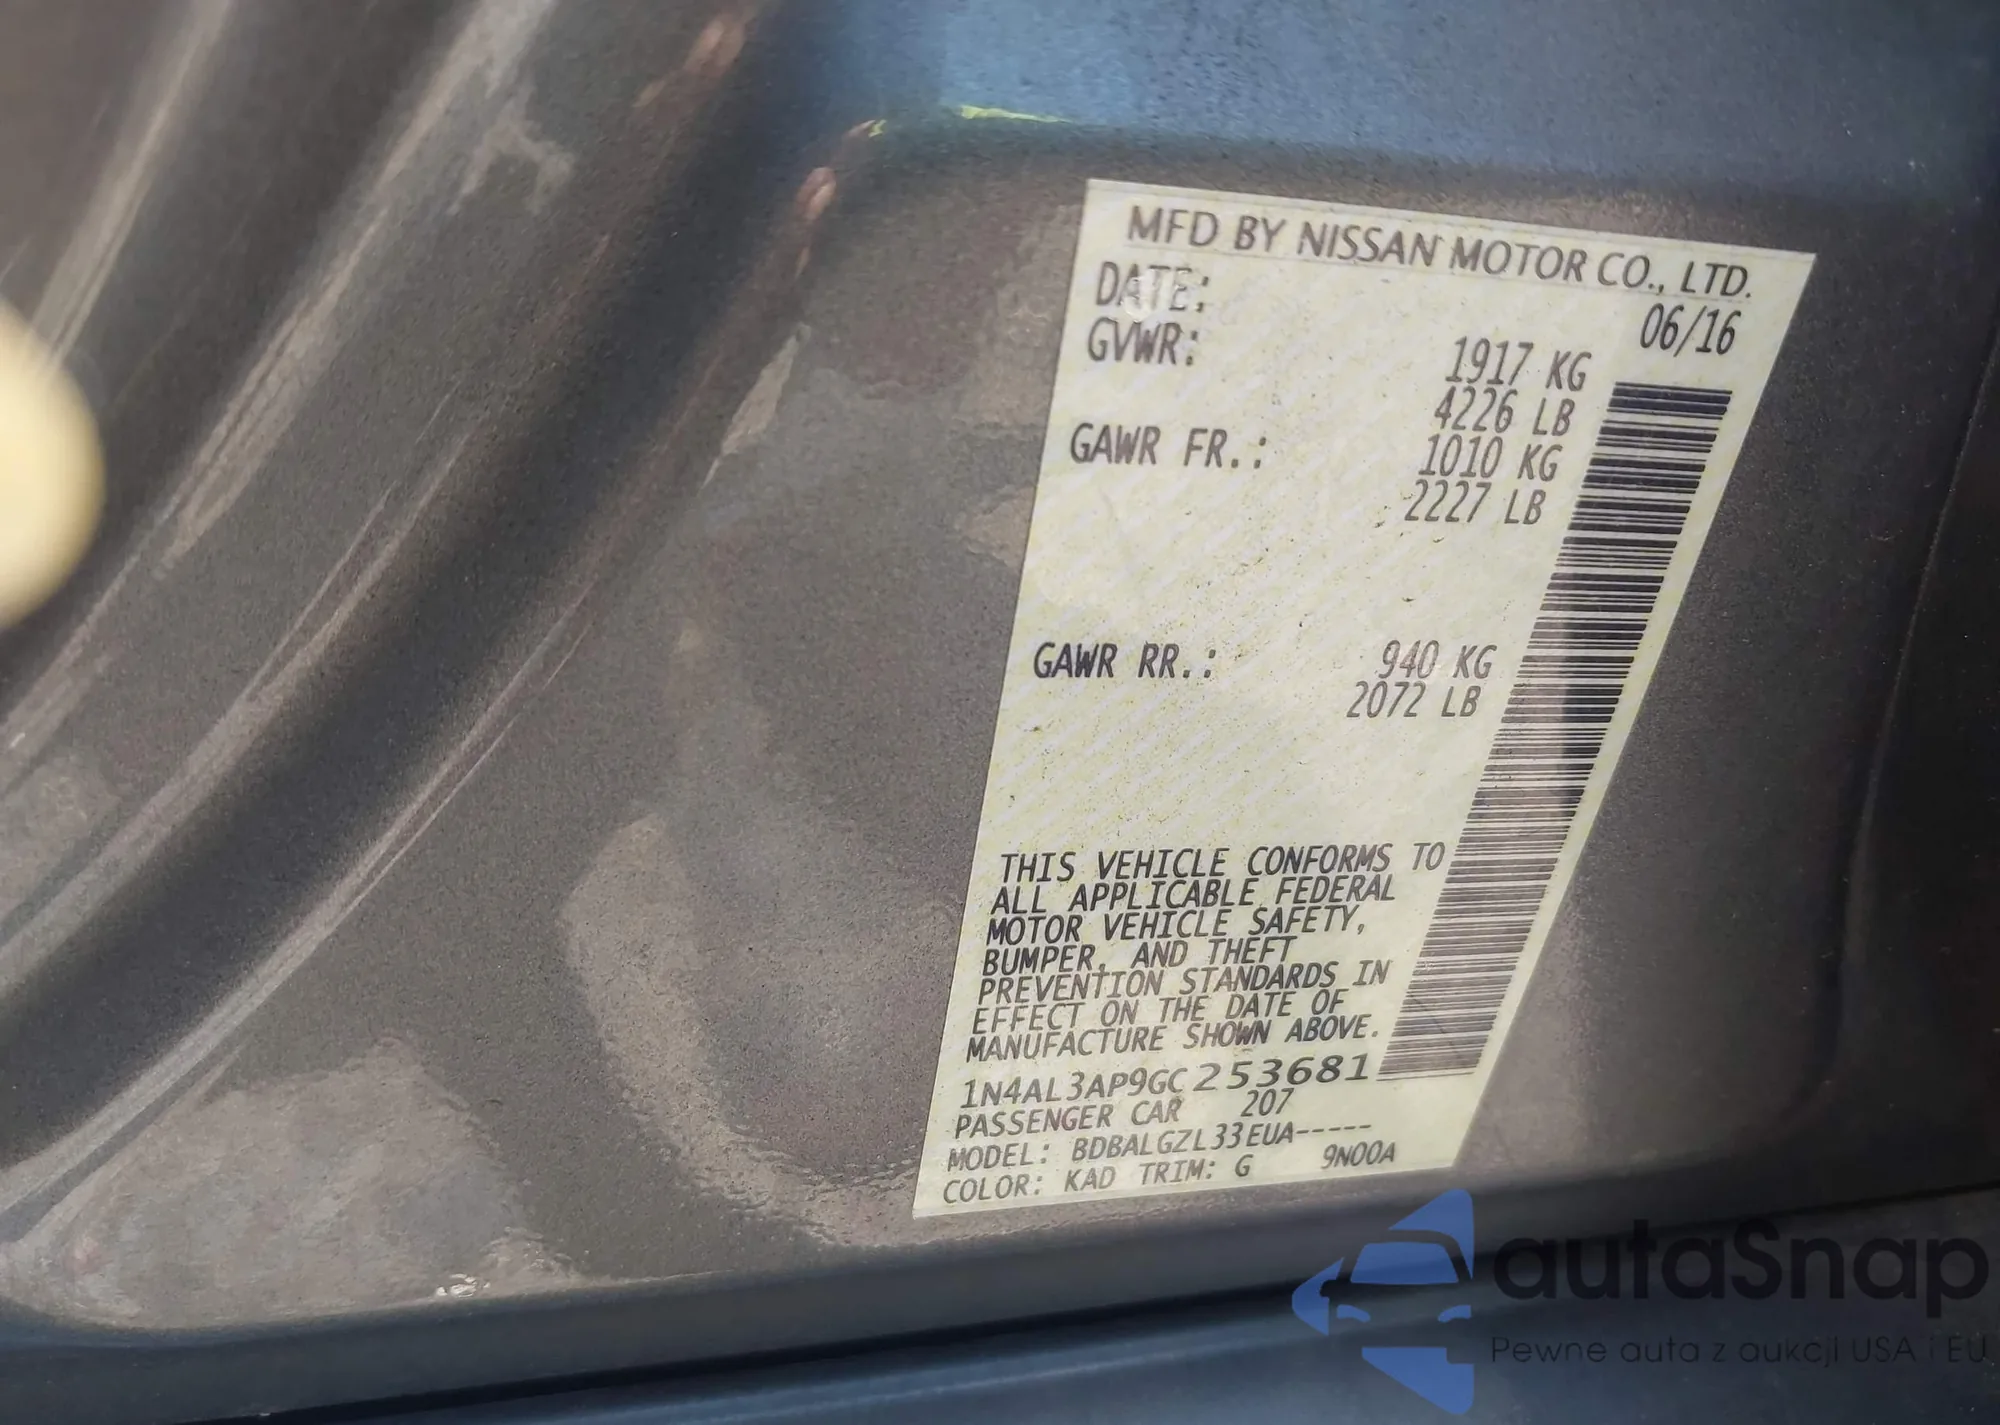 MFD BY NISSAN MOTOR CO., LTD.
DATE: 06/16
GVWR: 1917 KG
4226 LB
GAWR FR.: 1010 KG
2227 LB
GAWR RR.: 940 KG
2072 LB
THIS VEHICLE CONFORMS TO
ALL APPLICABLE FEDERAL
MOTOR VEHICLE SAFETY,
BUMPER, AND THEFT
PREVENTION STANDARDS IN
EFFECT ON THE DATE OF
MANUFACTURE SHOWN ABOVE.
1N4AL3AP9GC253681
PASSENGER CAR 207
MODEL: BDBALGZL33EUA-----
COLOR: KAD TRIM: G 9N00A
autaSnap
Pewne auta z aukcji USA i EU